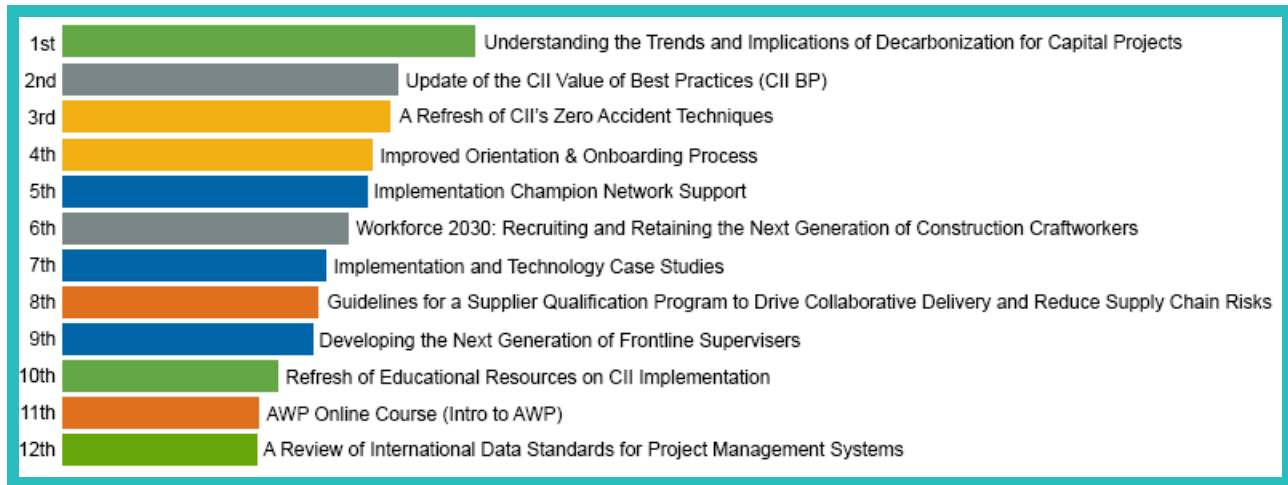 1st Understanding the Trends and Implications of Decarbonization for Capital Projects
2nd Update of the CII Value of Best Practices (CII BP)
3rd A Refresh of CII's Zero Accident Techniques
4th Improved Orientation & Onboarding Process
5th Implementation Champion Network Support
6th Workforce 2030: Recruiting and Retaining the Next Generation of Construction Craftworkers
7th Implementation and Technology Case Studies
8th Guidelines for a Supplier Qualification Program to Drive Collaborative Delivery and Reduce Supply Chain Risks
9th Developing the Next Generation of Frontline Supervisers
10th Refresh of Educational Resources on CII Implementation
11th AWP Online Course (Intro to AWP)
12th A Review of International Data Standards for Project Management Systems